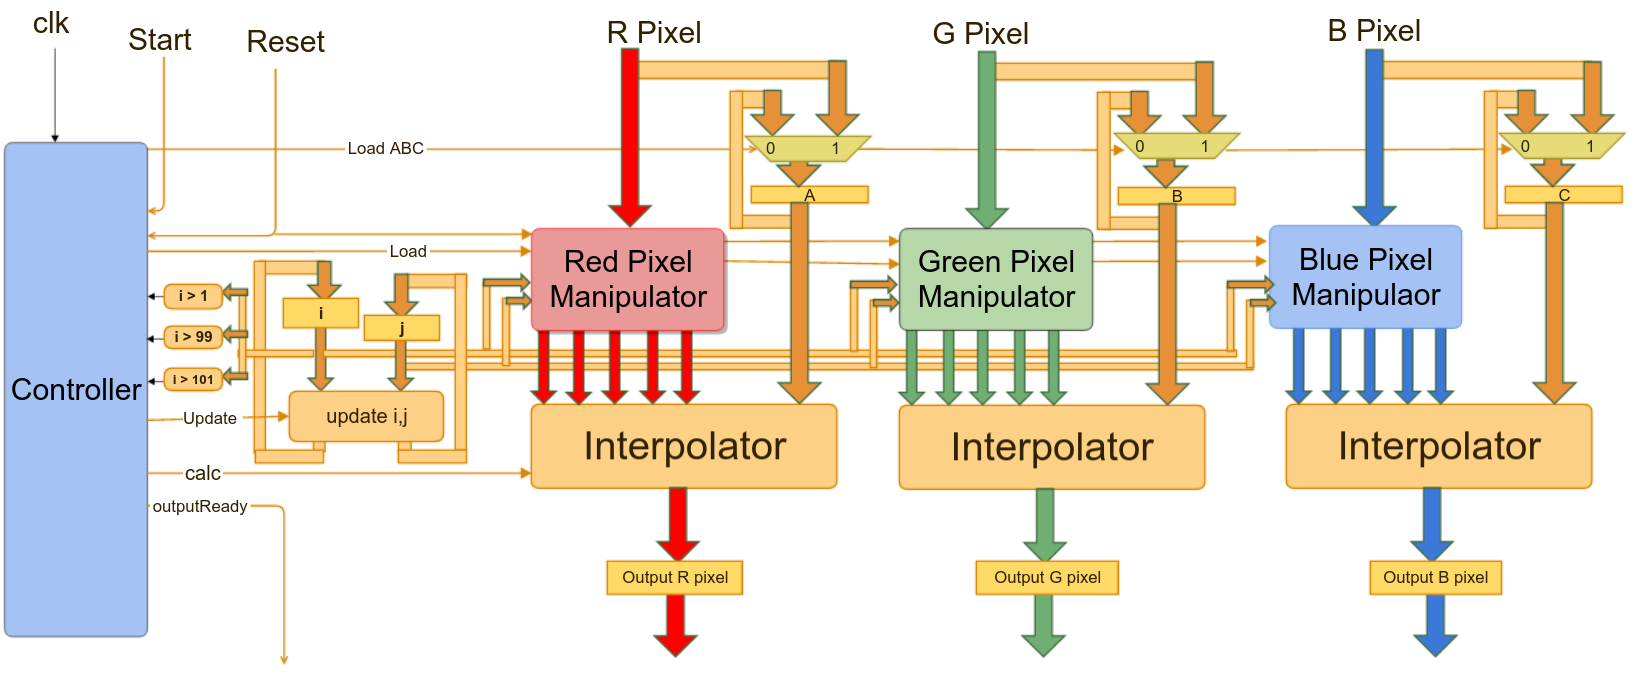 clk
Start
Reset
R Pixel
G Pixel
B Pixel
Load ABC
0 1
0 1
0 1
A
B
C
Load
Red Pixel
Manipulator
Green Pixel
Manipulator
Blue Pixel
Manipulaor
i > 1
i
j
i > 99
i > 101
Controller
Update
update i,j
Interpolator
Interpolator
Interpolator
calc
outputReady
Output R pixel
Output G pixel
Output B pixel